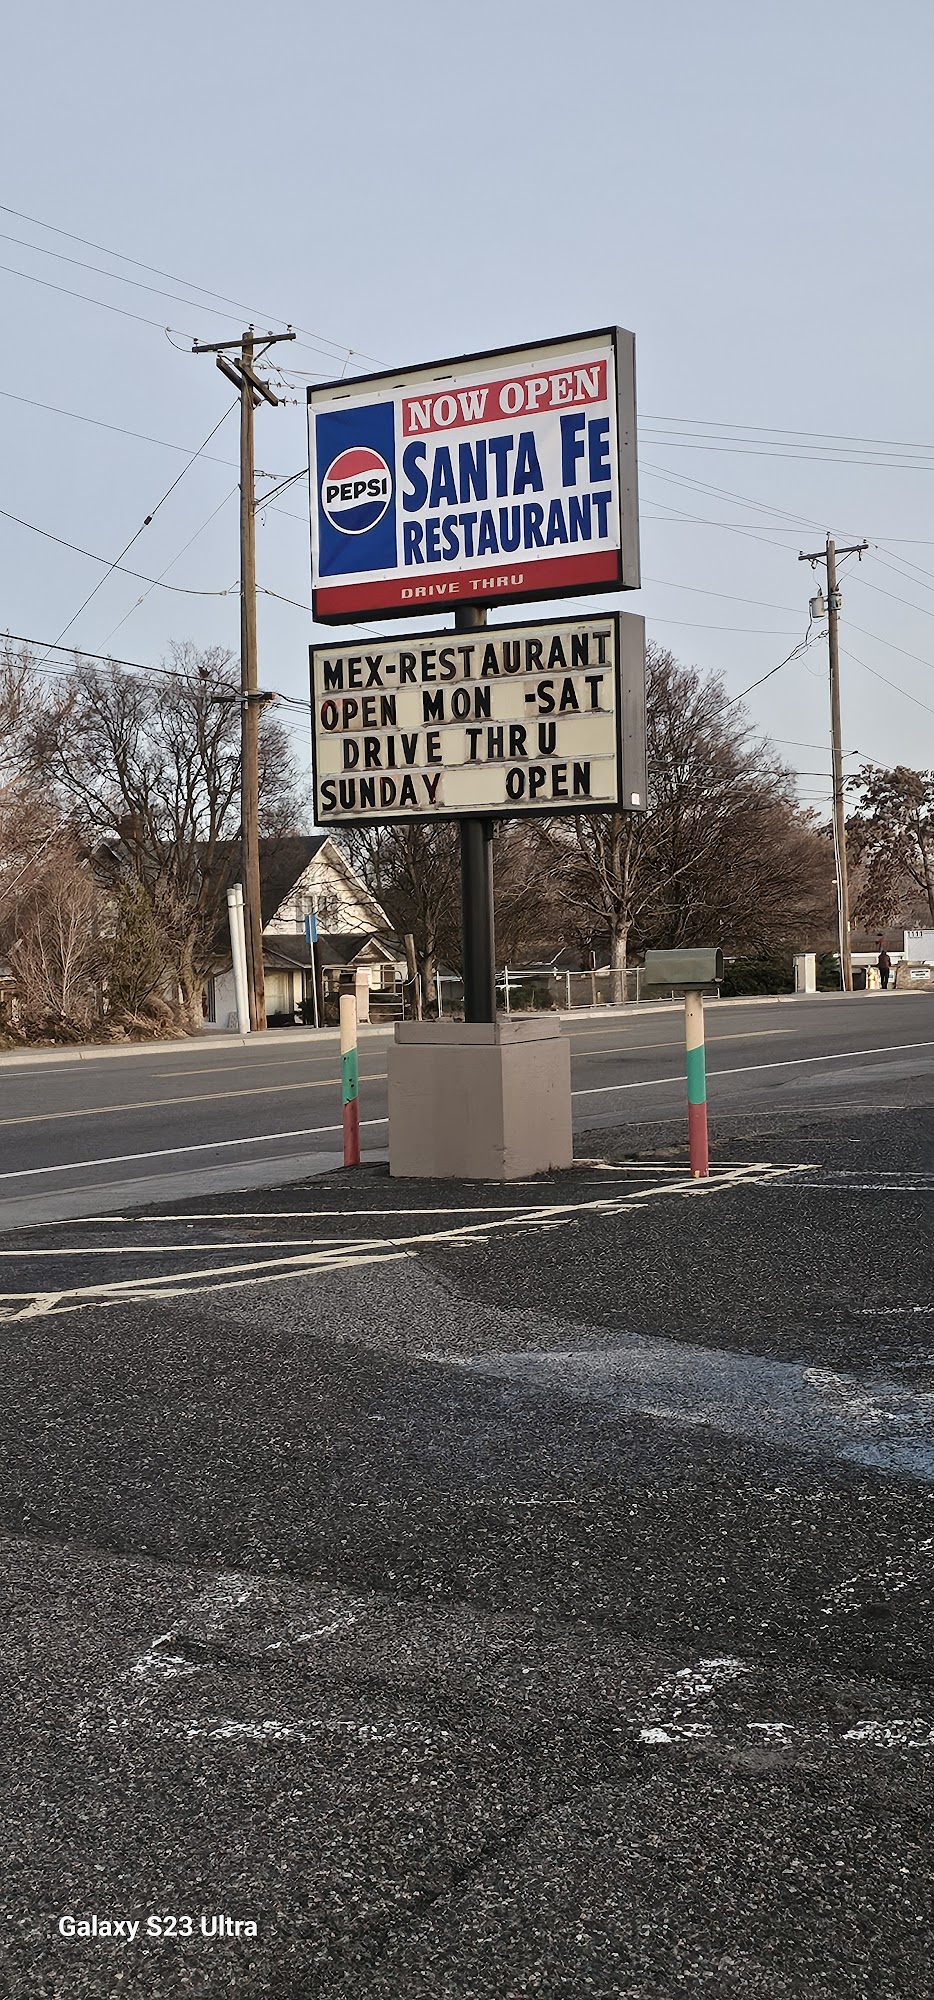 NOW OPEN
PEPSI
SANTA FE
RESTAURANT
DRIVE THRU
MEX-RESTAURANT
OPEN MON -SAT
DRIVE THRU
SUNDAY OPEN
1111
Galaxy S23 Ultra